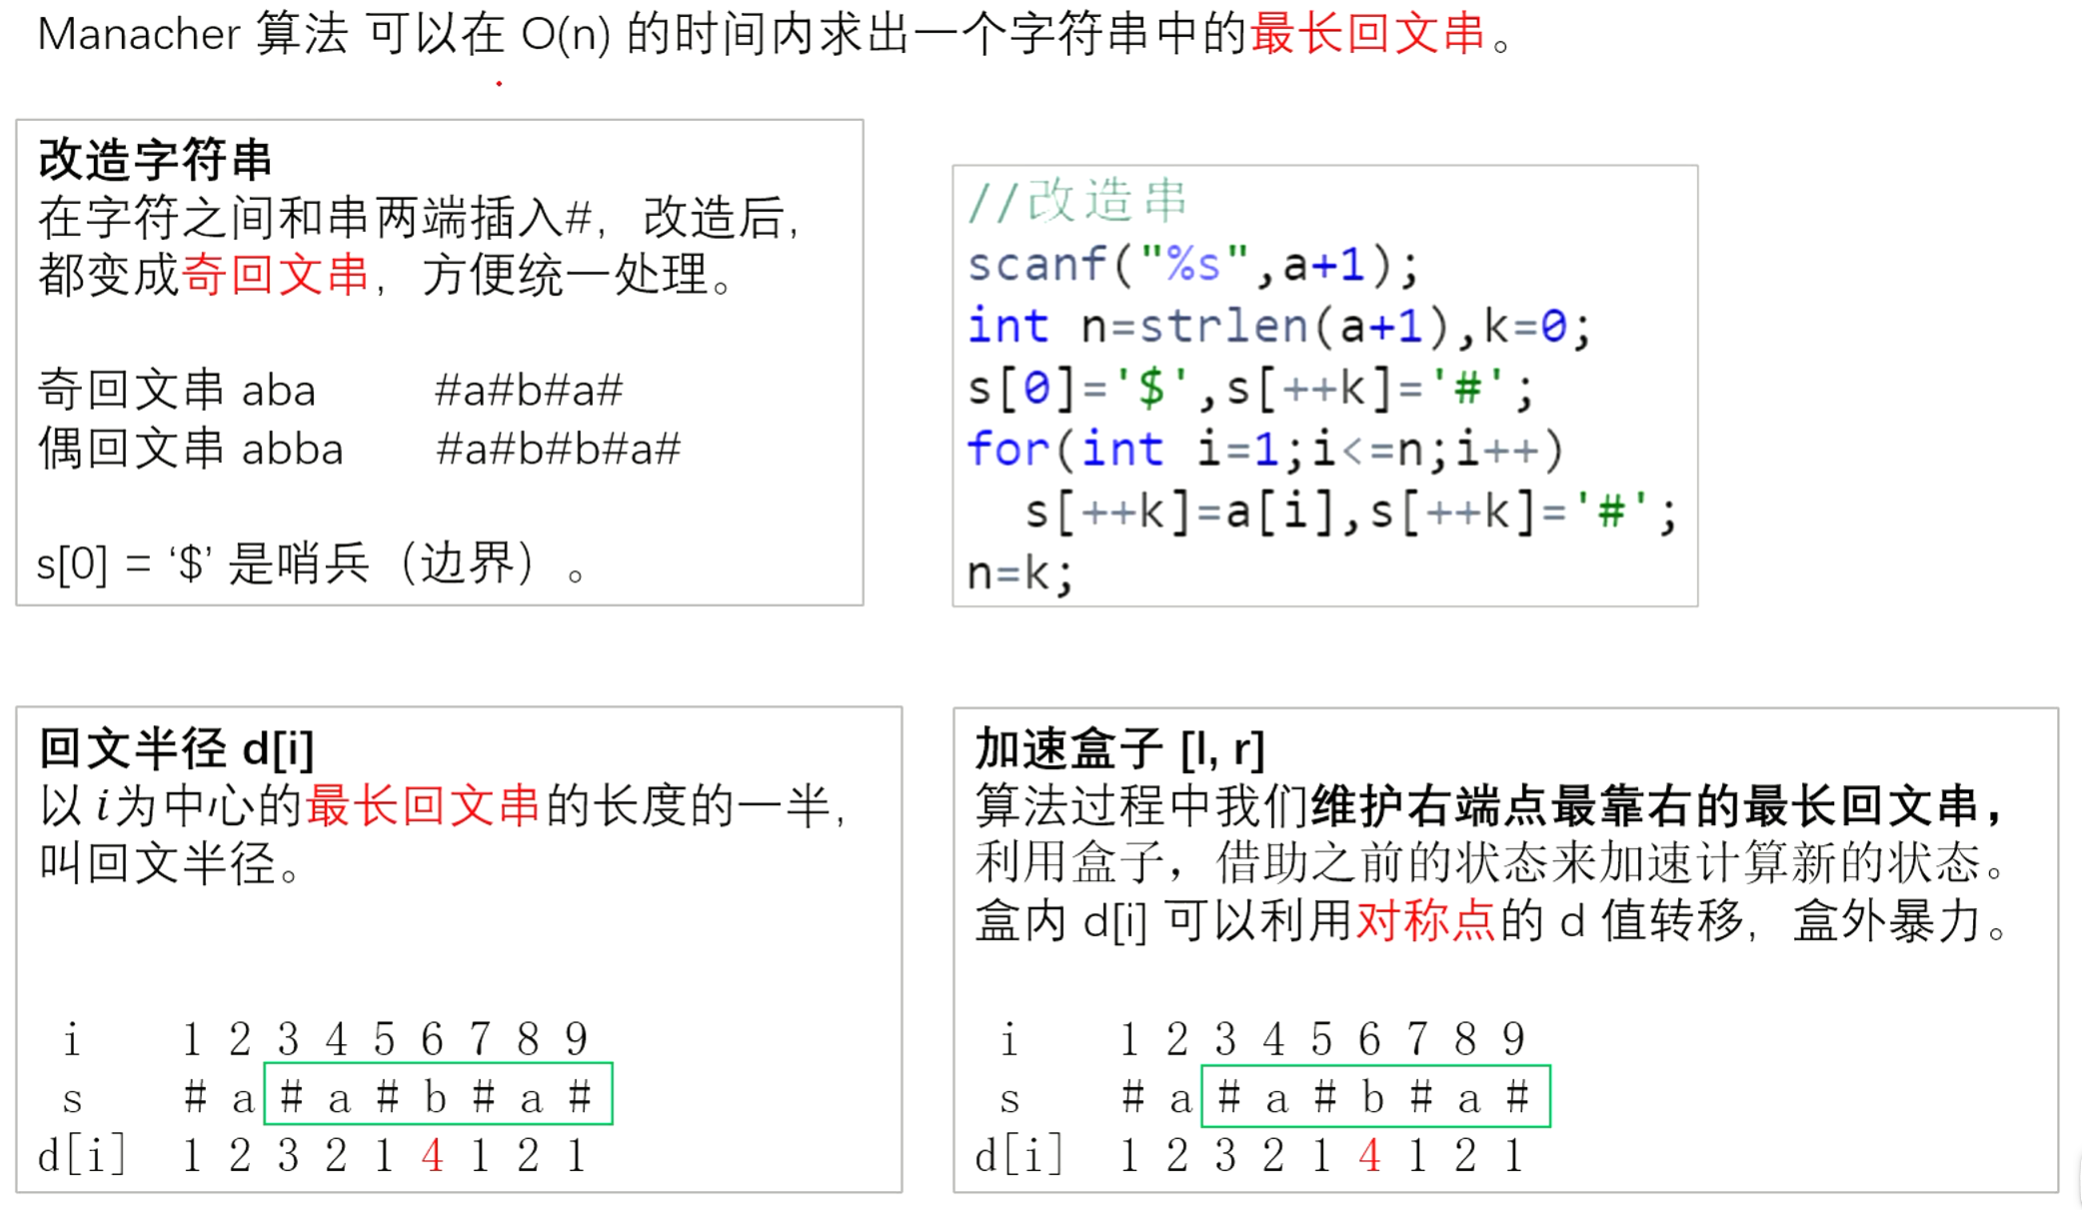 Manacher 算法 可以在 O(n) 的时间内求出一个字符串中的最长回文串。
改造字符串
在字符之间和串两端插入#，改造后，
都变成奇回文串，方便统一处理。
奇回文串 aba #a#b#a#
偶回文串 abba #a#b#b#a#
s[0] = ‘$’ 是哨兵（边界）。
//改造串
scanf("%s",a+1);
int n=strlen(a+1),k=0;
s[0]='$',s[++k]='#';
for(int i=1;i<=n;i++)
s[++k]=a[i],s[++k]='#';
n=k;
回文半径 d[i]
以 i为中心的最长回文串的长度的一半，
叫回文半径。
i 1 2 3 4 5 6 7 8 9
s # a # a # b # a #
d[i] 1 2 3 2 1 4 1 2 1
加速盒子 [l, r]
算法过程中我们维护右端点最靠右的最长回文串，
利用盒子，借助之前的状态来加速计算新的状态。
盒内 d[i] 可以利用对称点的 d 值转移，盒外暴力。
i 1 2 3 4 5 6 7 8 9
s # a # a # b # a #
d[i] 1 2 3 2 1 4 1 2 1